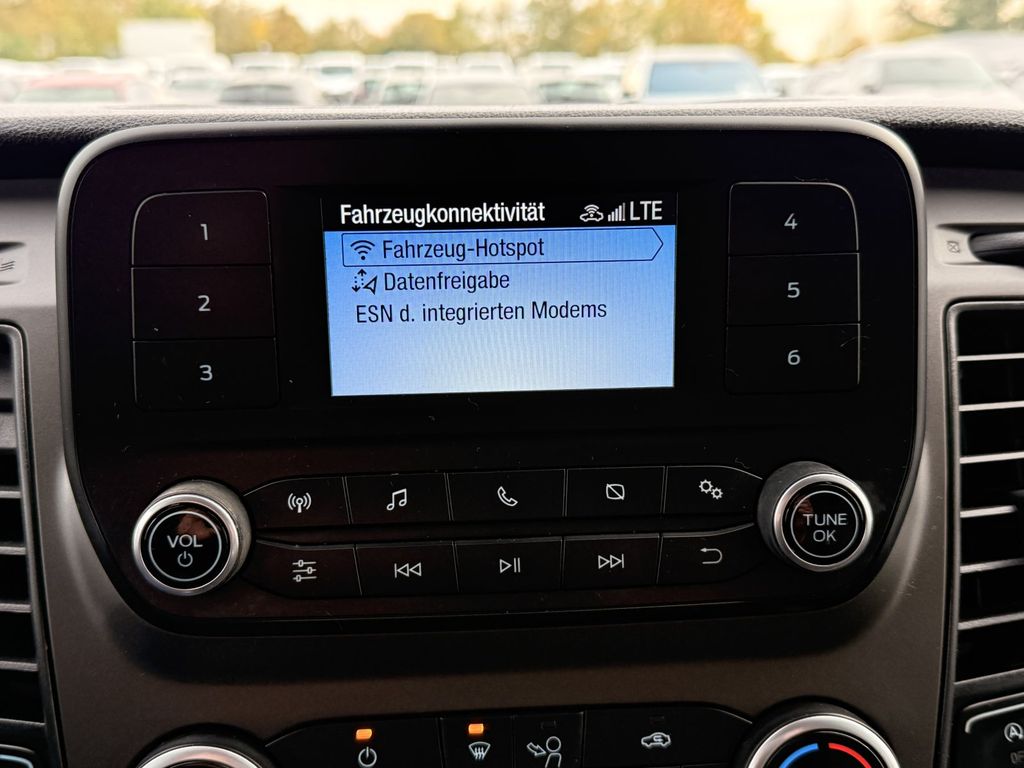 Fahrzeugkonnektivität LTE
Fahrzeug-Hotspot
Datenfreigabe
ESN d. integrierten Modems
1
2
3
4
5
6
VOL
TUNE
OK